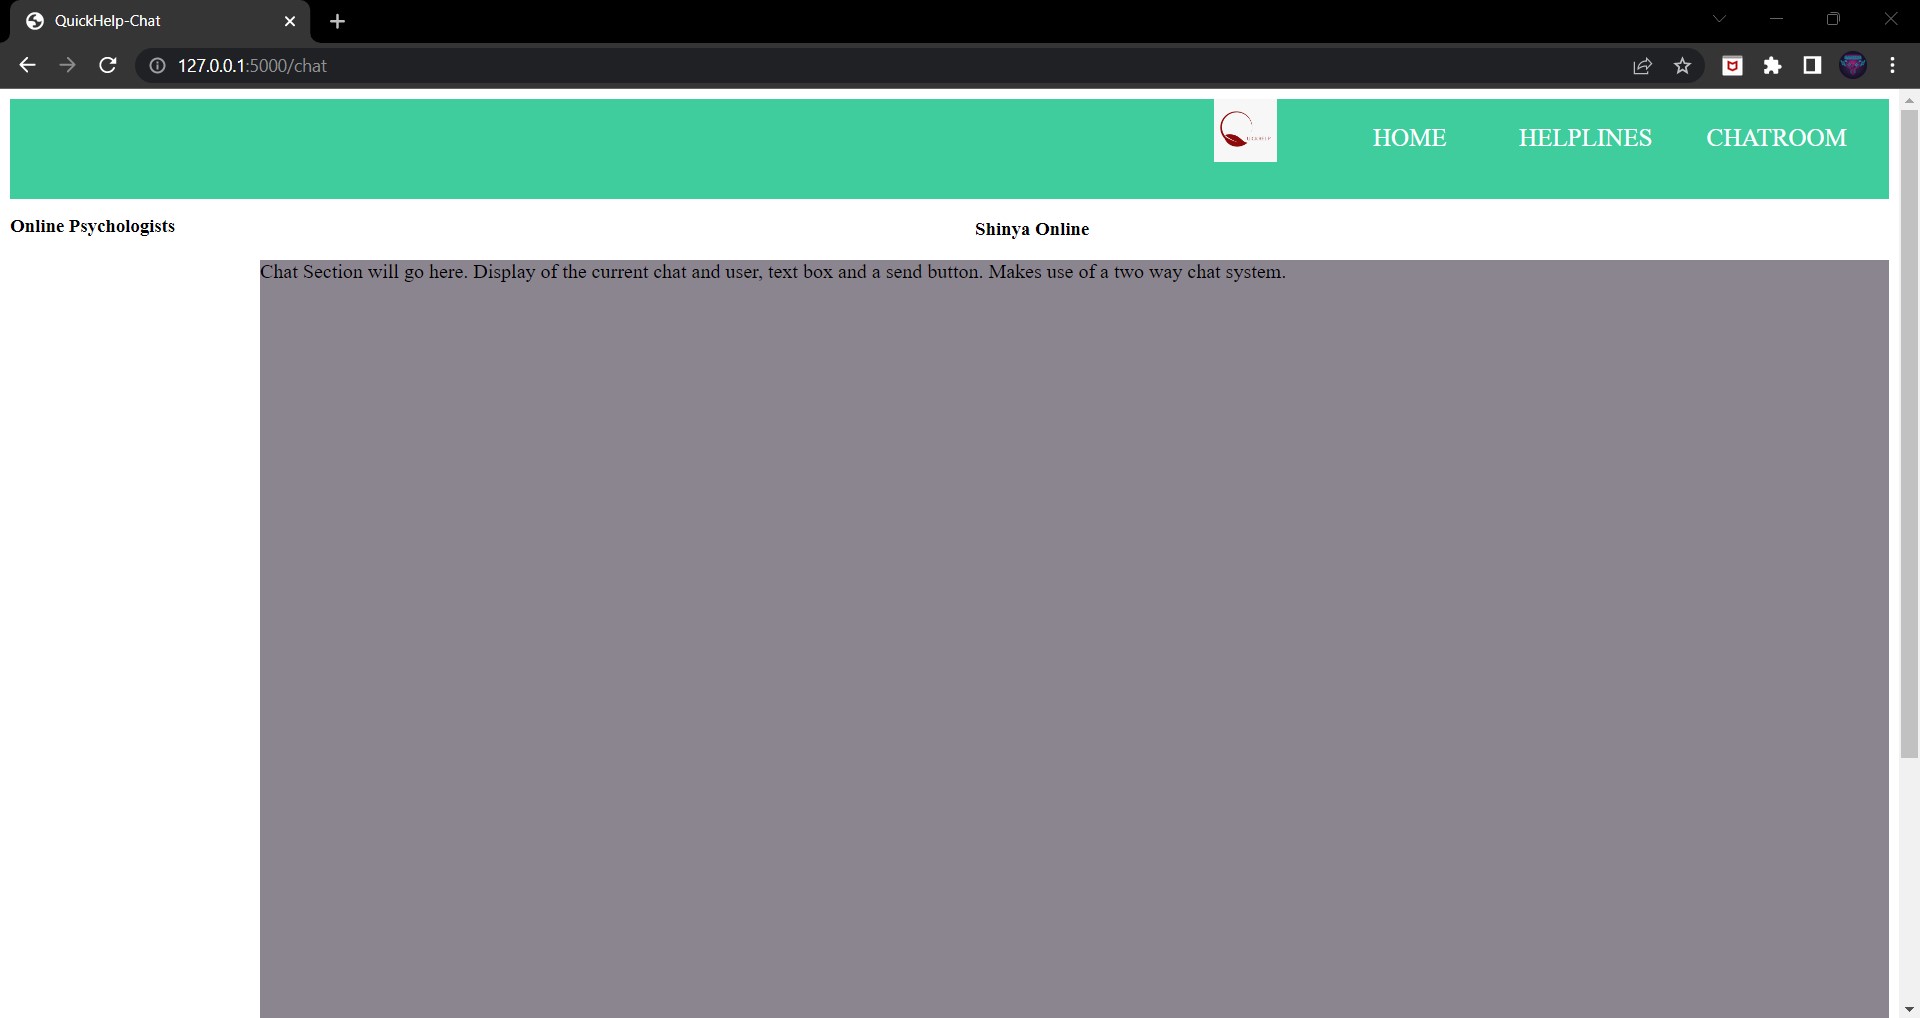 QuickHelp-Chat
127.0.0.1:5000/chat
HOME HELPLINES CHATROOM
Online Psychologists
Shinya Online
Chat Section will go here. Display of the current chat and user, text box and a send button. Makes use of a two way chat system.